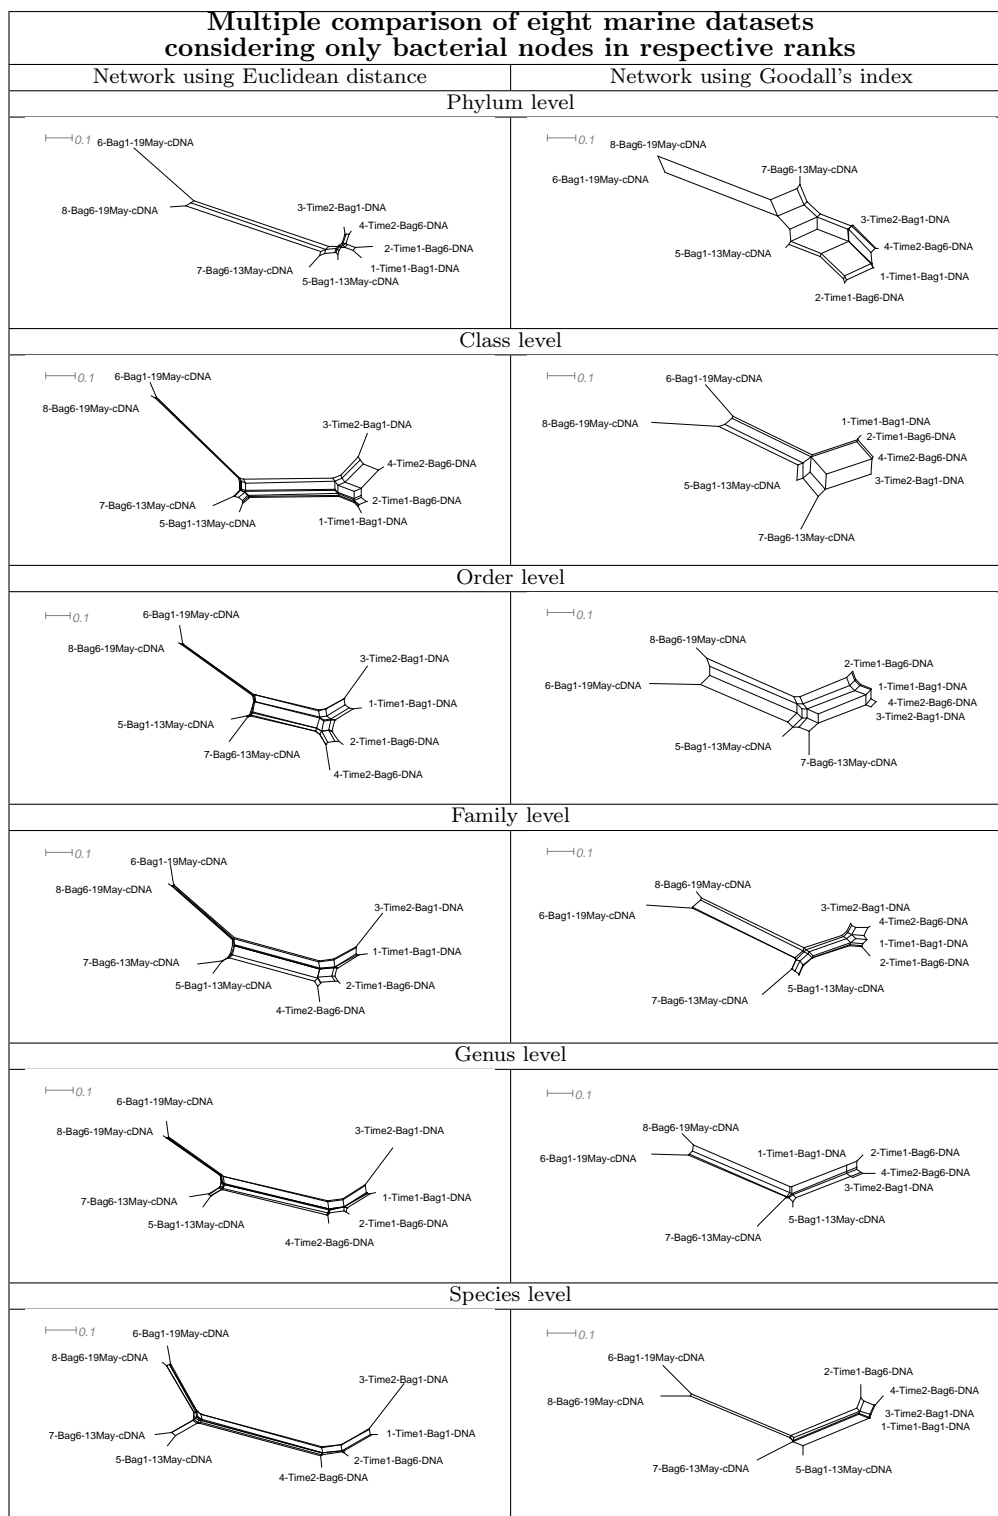 Multiple comparison of eight marine datasets
considering only bacterial nodes in respective ranks
Network using Euclidean distance
Network using Goodall's index
Phylum level
0.1
6-Bag1-19May-cDNA
8-Bag6-19May-cDNA
3-Time2-Bag1-DNA
4-Time2-Bag6-DNA
2-Time1-Bag6-DNA
7-Bag6-13May-cDNA
1-Time1-Bag1-DNA
5-Bag1-13May-cDNA
0.1
8-Bag6-19May-cDNA
7-Bag6-13May-cDNA
6-Bag1-19May-cDNA
3-Time2-Bag1-DNA
4-Time2-Bag6-DNA
5-Bag1-13May-cDNA
1-Time1-Bag1-DNA
2-Time1-Bag6-DNA
Class level
0.1
6-Bag1-19May-cDNA
8-Bag6-19May-cDNA
3-Time2-Bag1-DNA
4-Time2-Bag6-DNA
7-Bag6-13May-cDNA
2-Time1-Bag6-DNA
5-Bag1-13May-cDNA
1-Time1-Bag1-DNA
0.1
6-Bag1-19May-cDNA
8-Bag6-19May-cDNA
1-Time1-Bag1-DNA
2-Time1-Bag6-DNA
4-Time2-Bag6-DNA
5-Bag1-13May-cDNA
3-Time2-Bag1-DNA
7-Bag6-13May-cDNA
Order level
0.1
6-Bag1-19May-cDNA
8-Bag6-19May-cDNA
3-Time2-Bag1-DNA
1-Time1-Bag1-DNA
5-Bag1-13May-cDNA
2-Time1-Bag6-DNA
7-Bag6-13May-cDNA
4-Time2-Bag6-DNA
0.1
8-Bag6-19May-cDNA
2-Time1-Bag6-DNA
6-Bag1-19May-cDNA
1-Time1-Bag1-DNA
4-Time2-Bag6-DNA
3-Time2-Bag1-DNA
5-Bag1-13May-cDNA
7-Bag6-13May-cDNA
Family level
0.1
6-Bag1-19May-cDNA
8-Bag6-19May-cDNA
3-Time2-Bag1-DNA
1-Time1-Bag1-DNA
7-Bag6-13May-cDNA
5-Bag1-13May-cDNA
2-Time1-Bag6-DNA
4-Time2-Bag6-DNA
0.1
8-Bag6-19May-cDNA
6-Bag1-19May-cDNA
3-Time2-Bag1-DNA
4-Time2-Bag6-DNA
1-Time1-Bag1-DNA
2-Time1-Bag6-DNA
5-Bag1-13May-cDNA
7-Bag6-13May-cDNA
Genus level
0.1
6-Bag1-19May-cDNA
8-Bag6-19May-cDNA
3-Time2-Bag1-DNA
7-Bag6-13May-cDNA
1-Time1-Bag1-DNA
5-Bag1-13May-cDNA
2-Time1-Bag6-DNA
4-Time2-Bag6-DNA
0.1
8-Bag6-19May-cDNA
6-Bag1-19May-cDNA
1-Time1-Bag1-DNA
2-Time1-Bag6-DNA
4-Time2-Bag6-DNA
3-Time2-Bag1-DNA
5-Bag1-13May-cDNA
7-Bag6-13May-cDNA
Species level
0.1
6-Bag1-19May-cDNA
8-Bag6-19May-cDNA
3-Time2-Bag1-DNA
7-Bag6-13May-cDNA
1-Time1-Bag1-DNA
5-Bag1-13May-cDNA
2-Time1-Bag6-DNA
4-Time2-Bag6-DNA
0.1
6-Bag1-19May-cDNA
2-Time1-Bag6-DNA
4-Time2-Bag6-DNA
8-Bag6-19May-cDNA
3-Time2-Bag1-DNA
1-Time1-Bag1-DNA
7-Bag6-13May-cDNA
5-Bag1-13May-cDNA